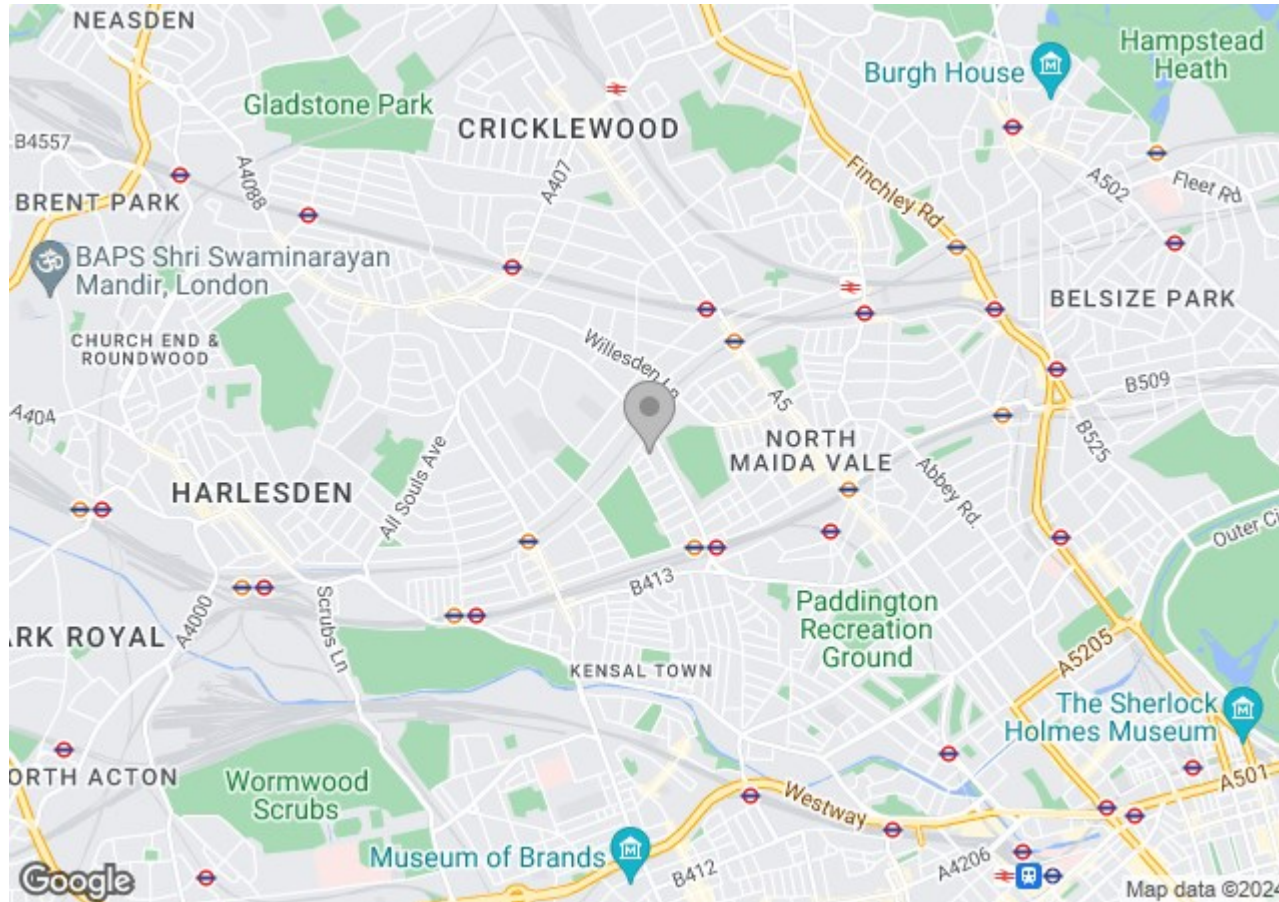 NEASDEN
Hampstead
Heath
Burgh House
Gladstone Park
CRICKLEWOOD
B4557
A4088
A407
Finchley Rd
A502
Fleet Rd
BRENT PARK
BAPS Shri Swaminarayan
Mandir, London
BELSIZE PARK
CHURCH END &
ROUNDWOOD
Willesden Ln
A404
A5
B509
B525
NORTH
MAIDA VALE
All Souls Ave
Abbey Rd.
HARLESDEN
Outer Ci
B413
Scrubs Ln
A4000
Paddington
Recreation
Ground
ARK ROYAL
KENSAL TOWN
A5205
The Sherlock
Holmes Museum
ORTH ACTON
Wormwood
Scrubs
A501
Westway
Museum of Brands
B412
A4206
Google
Map data ©2024